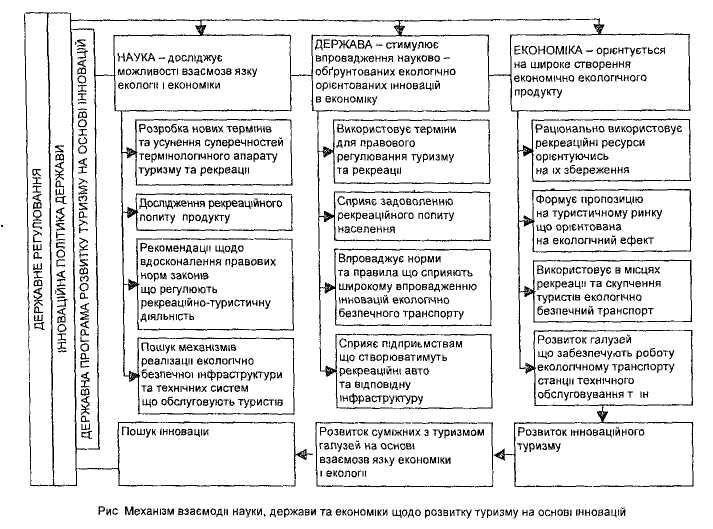 ДЕРЖАВНЕ РЕГУЛЮВАННЯ
ІННОВАЦІЙНА ПОЛІТИКА ДЕРЖАВИ
ДЕРЖАВНА ПРОГРАМА РОЗВИТКУ ТУРИЗМУ НА ОСНОВІ ІННОВАЦІЙ
НАУКА – досліджує
можливості взаємозв язку
екології і економіки
Розробка нових термінів
та усунення суперечностей
термінологічного апарату
туризму та рекреації
Дослідження рекреаційного
попиту продукту
Рекомендації щодо
вдосконалення правових
норм законів
що регулюють
рекреаційно-туристичну
діяльність
Пошук механізмів
реалізації екологічно
безпечної інфраструктури
та технічних систем
що обслуговують туристів
Пошук інновацій
ДЕРЖАВА – стимулює
впровадження науково –
обґрунтованих екологічно
орієнтованих інновацій
в економіку
Використовує терміни
для правового
регулювання туризму
та рекреації
Сприяє задоволенню
рекреаційного попиту
населення
Впроваджує норми
та правила що сприяють
широкому впровадженню
інновацій екологічно
безпечного транспорту
Сприяє підприємствам
що створюватимуть
рекреаційні авто
та відповідну
інфраструктуру
Розвиток суміжних з туризмом
галузей на основі
взаємозв язку економіки
і екології
ЕКОНОМІКА – орієнтується
на широке створення
економічно екологічного
продукту
Раціонально використовує
рекреаційні ресурси
орієнтуючись
на їх збереження
Формує пропозицію
на туристичному ринку
що орієнтована
на екологічний ефект
Використовує в місцях
рекреації та скупчення
туристів екологічно
безпечний транспорт
Розвиток галузей
що забезпечують роботу
екологічному транспорту
станції технічного
обслуговування т ін
Розвиток інноваційного
туризму
Рис Механізм взаємодії науки, держави та економіки щодо розвитку туризму на основі інновацій